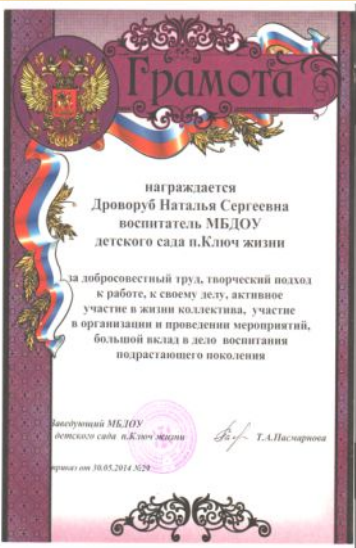 Грамота
награждается
Дроворуб Наталья Сергеевна
воспитатель МБДОУ
детского сада п.Ключ жизни
за добросовестный труд, творческий подход
к работе, к своему делу, активное
участие в жизни коллектива, участие
в организации и проведении мероприятий,
большой вклад в дело воспитания
подрастающего поколения
Заведующий МБДОУ
детского сада п.Ключ жизни Т.А.Писмарнова
приказ от 30.05.2014 №29